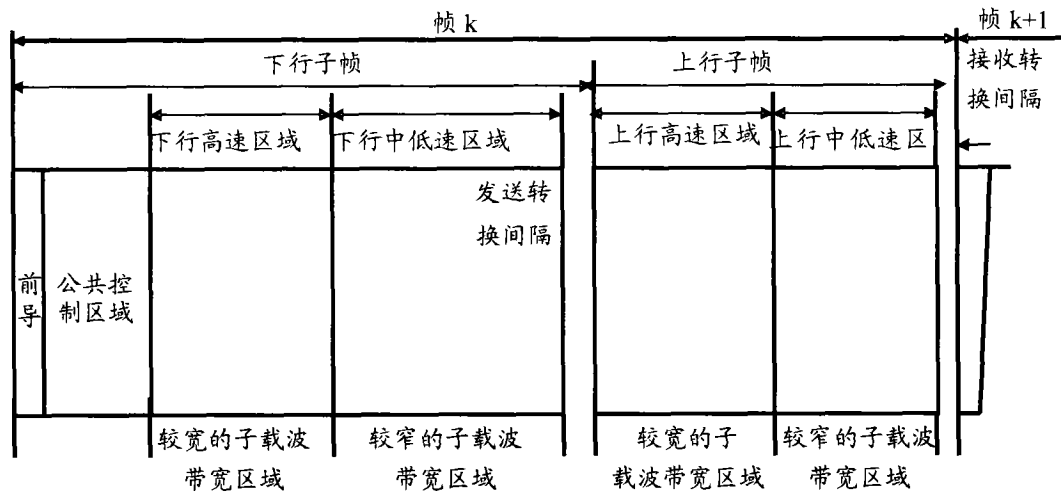 帧 k
帧 k+1
下行子帧
上行子帧
接收转
换间隔
下行高速区域
下行中低速区域
上行高速区域
上行中低速区
发送转
换间隔
前
导
公共控
制区域
较宽的子载波
带宽区域
较窄的子载波
带宽区域
较宽的子
载波带宽区域
较窄的子载波
带宽区域